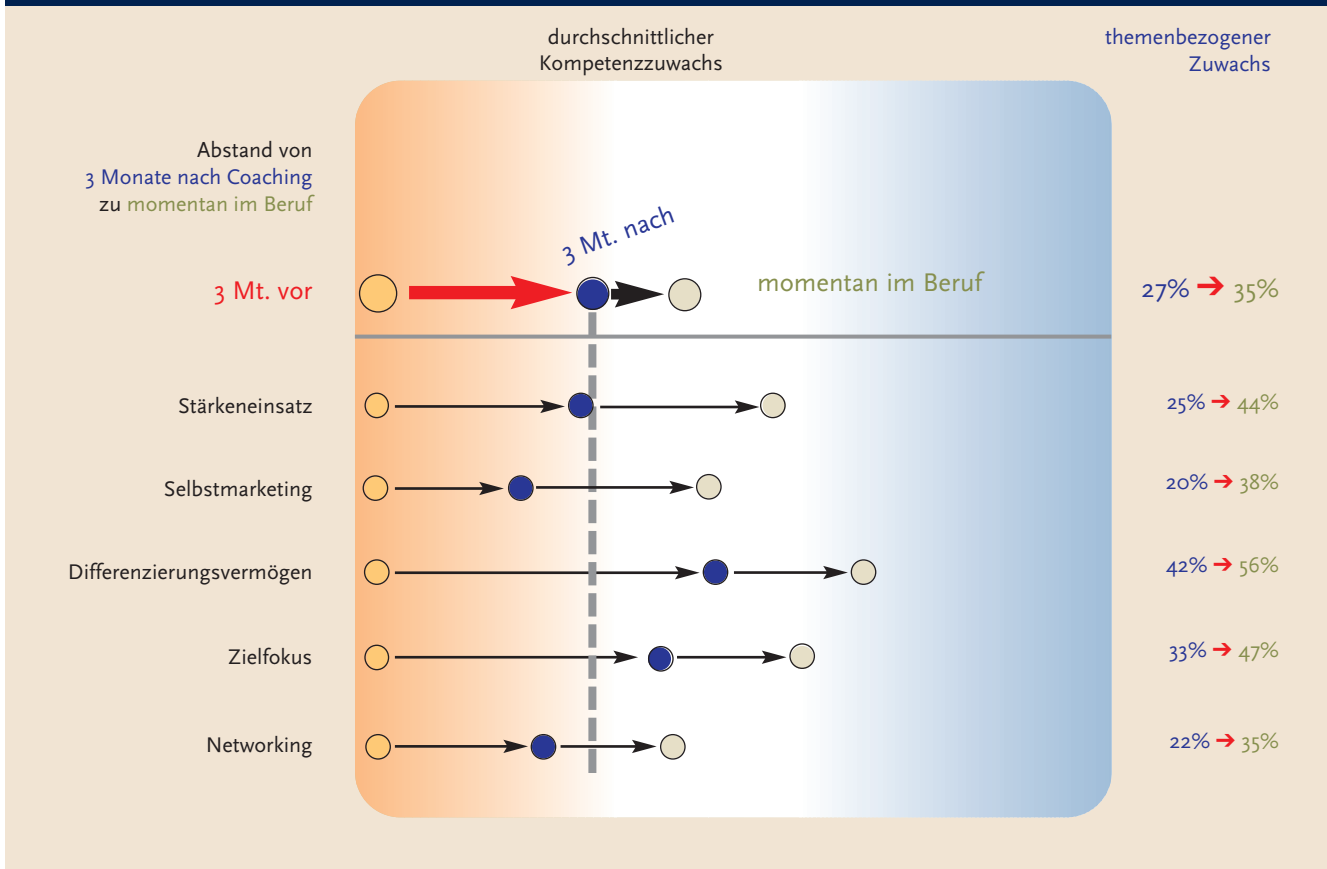 durchschnittlicher
Kompetenzzuwachs
themenbezogener
Zuwachs
Abstand von
3 Monate nach Coaching
zu momentan im Beruf
3 Mt. vor
3 Mt. nach
momentan im Beruf
27% ➔ 35%
Stärkeneinsatz
25% ➔ 44%
Selbstmarketing
20% ➔ 38%
Differenzierungsvermögen
42% ➔ 56%
Zielfokus
33% ➔ 47%
Networking
22% ➔ 35%